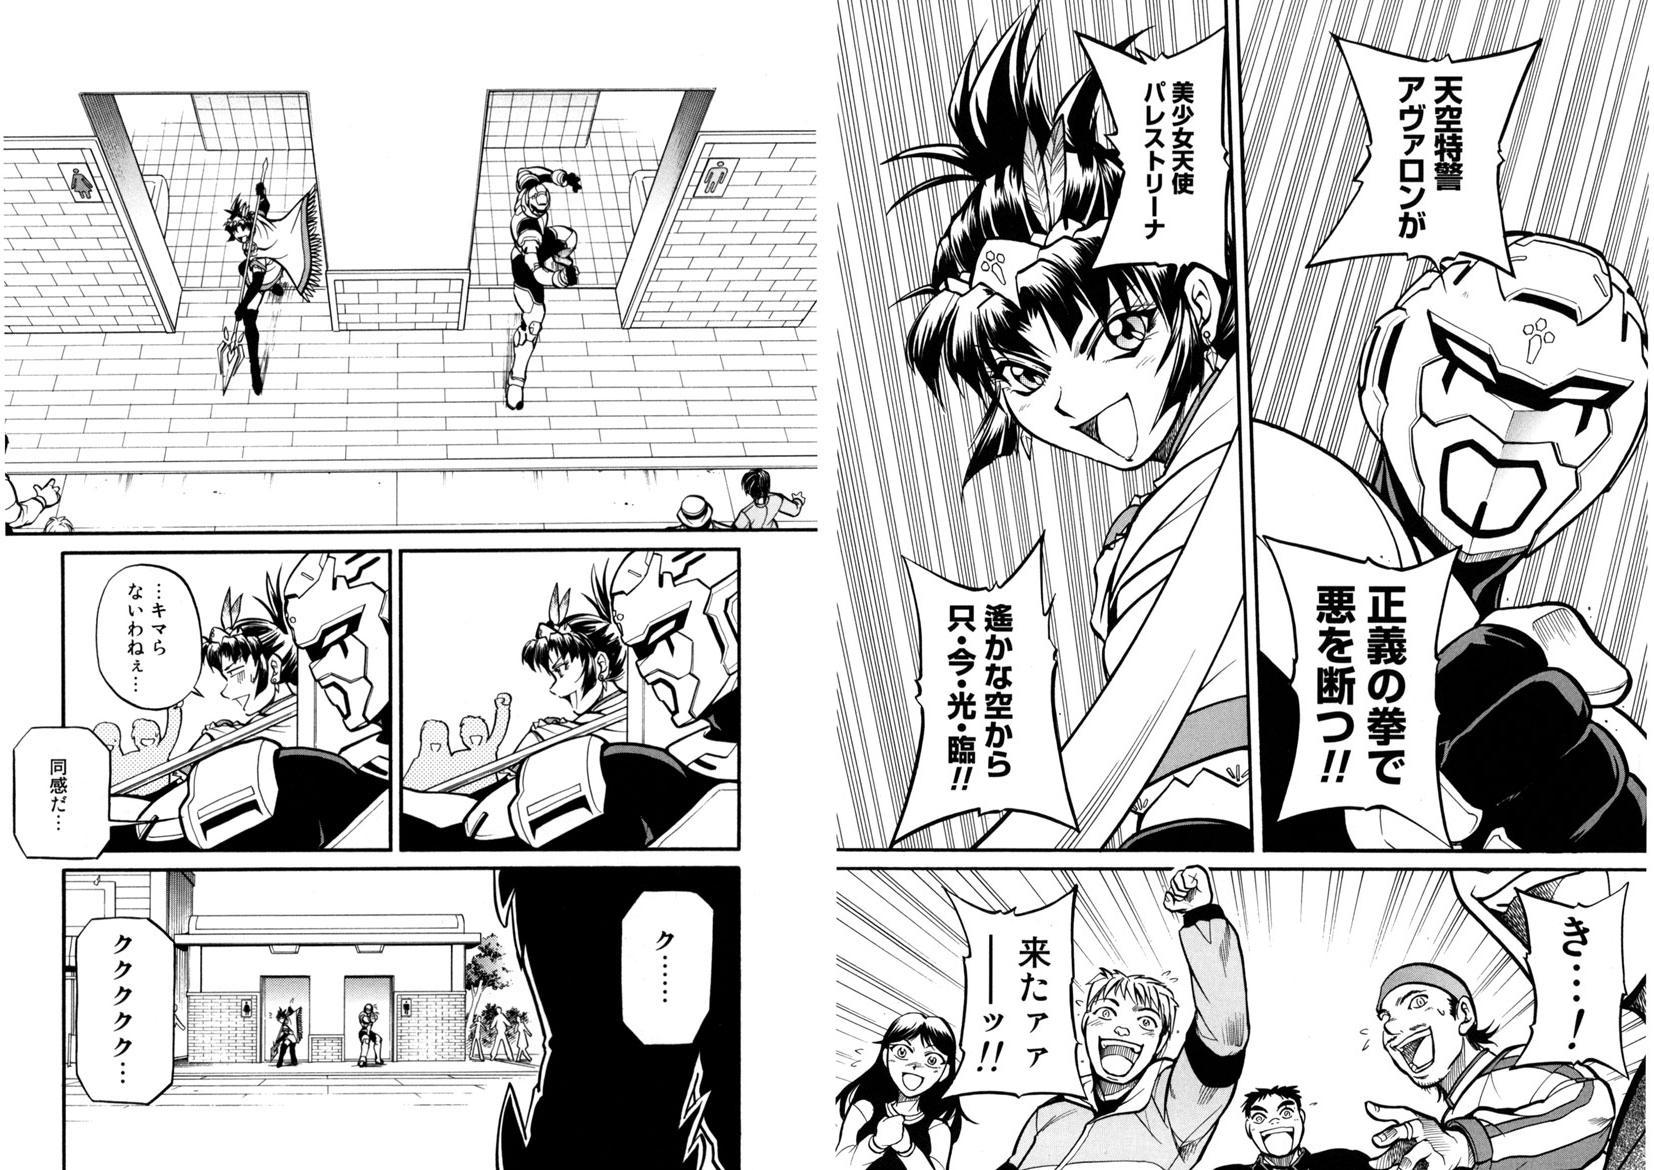 天空特警
アヴァロンが
正義の拳で
悪を断つ!!
美少女天使
パレストリーナ
遙かな空から
只・今・光・臨!!
き…！
来たァァ
ーーッ!!
…キマら
ないわねぇ…
同感だ…
ク……
クククククク…